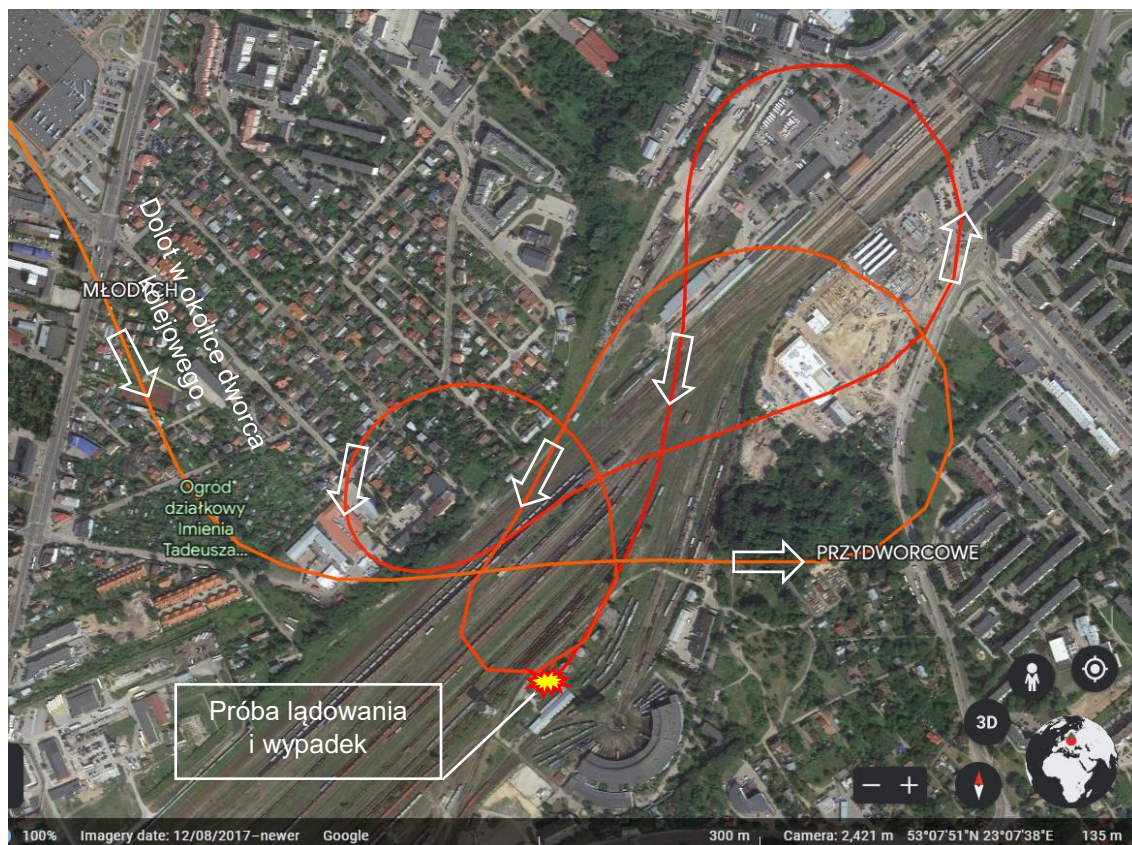 Dolot w okolice dworca
kolejowego
MŁODYCH
Ogród
działkowy
Imienia
Tadeusza...
PRZYDWORCOWE
Próba lądowania
i wypadek
3D
100% Imagery date: 12/08/2017–newer Google 300 m Camera: 2,421 m 53°07'51"N 23°07'38"E 135 m